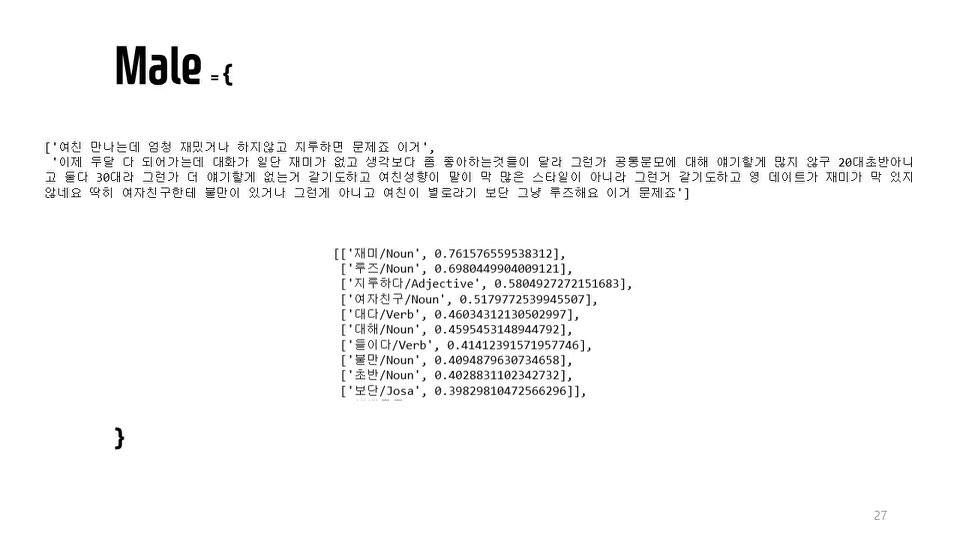 Male = {
['여친 만나는데 엄청 재밌거나 하지않고 지루하면 문제죠 이거',
'이제 두달 다 되어가는데 대화가 일단 재미가 없고 생각보다 좀 좋아하는것들이 달라 그런가 공통분모에 대해 얘기할게 많지 않구 20대초반아니
고 둘다 30대라 그런가 더 얘기할게 없는거 같기도하고 여친성향이 말이 막 많은 스타일이 아니라 그런거 같기도하고 영 데이트가 재미가 막 있지
않네요 딱히 여자친구한테 불만이 있거나 그런게 아니고 여친이 별로라기 보단 그냥 루즈해요 이거 문제죠']
[['재미/Noun', 0.761576559538312],
['루즈/Noun', 0.6980449904009121],
['지루하다/Adjective', 0.5804927272151683],
['여자친구/Noun', 0.5179772539945507],
['대다/Verb', 0.46034312130502997],
['대해/Noun', 0.4595453148944792],
['들이다/Verb', 0.41412391571957746],
['불만/Noun', 0.4094879630734658],
['초반/Noun', 0.4028831102342732],
['보단/Josa', 0.39829810472566296]],
}
27